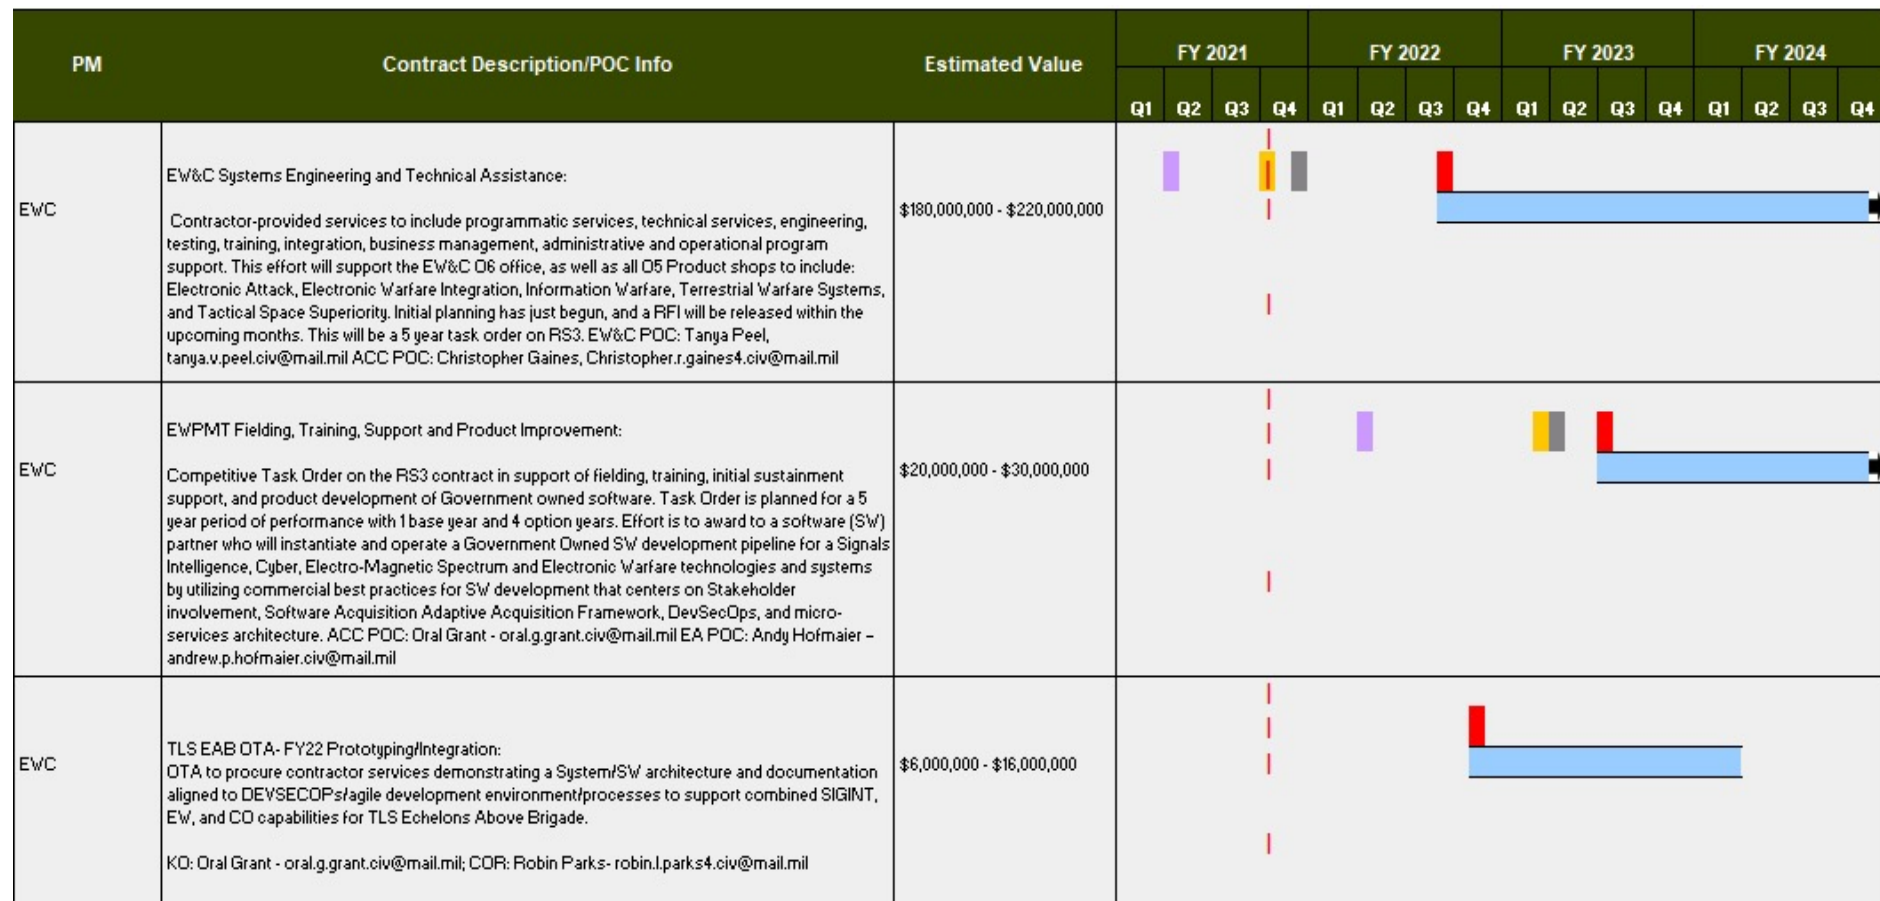 PM Contract Description/POC Info Estimated Value FY 2021 FY 2022 FY 2023 FY 2024
Q1 Q2 Q3 Q4 Q1 Q2 Q3 Q4 Q1 Q2 Q3 Q4 Q1 Q2 Q3 Q4
EWC
EW&C Systems Engineering and Technical Assistance:
Contractor-provided services to include programmatic services, technical services, engineering,
testing, training, integration, business management, administrative and operational program
support. This effort will support the EW&C O6 office, as well as all O5 Product shops to include:
Electronic Attack, Electronic Warfare Integration, Information Warfare, Terrestrial Warfare Systems,
and Tactical Space Superiority. Initial planning has just begun, and a RFI will be released within the
upcoming months. This will be a 5 year task order on RS3. EW&C POC: Tanya Peel,
tanya.v.peel.civ@mail.mil ACC POC: Christopher Gaines, Christopher.r.gaines4.civ@mail.mil
$180,000,000 - $220,000,000
EWC
EWPMT Fielding, Training, Support and Product Improvement:
Competitive Task Order on the RS3 contract in support of fielding, training, initial sustainment
support, and product development of Government owned software. Task Order is planned for a 5
year period of performance with 1 base year and 4 option years. Effort is to award to a software (SW)
partner who will instantiate and operate a Government Owned SW development pipeline for a Signals
Intelligence, Cyber, Electro-Magnetic Spectrum and Electronic Warfare technologies and systems
by utilizing commercial best practices for SW development that centers on Stakeholder
involvement, Software Acquisition Adaptive Acquisition Framework, DevSecOps, and micro-
services architecture. ACC POC: Oral Grant - oral.g.grant.civ@mail.mil EA POC: Andy Hofmaier –
andrew.p.hofmaier.civ@mail.mil
$20,000,000 - $30,000,000
EWC
TLS EAB OTA- FY22 Prototyping/Integration:
OTA to procure contractor services demonstrating a System/SW architecture and documentation
aligned to DEVSECOPs/agile development environment/processes to support combined SIGINT,
EW, and CO capabilities for TLS Echelons Above Brigade.
KO: Oral Grant - oral.g.grant.civ@mail.mil; COR: Robin Parks- robin.l.parks4.civ@mail.mil
$6,000,000 - $16,000,000